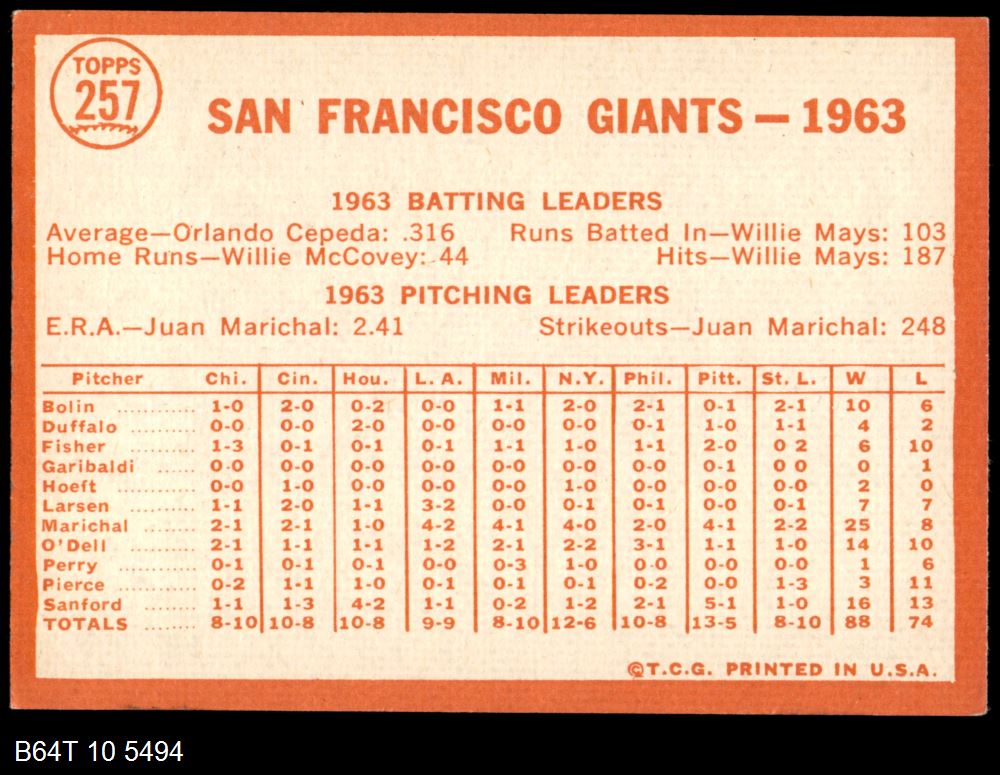 TOPPS
257
SAN FRANCISCO GIANTS — 1963
1963 BATTING LEADERS
Average—Orlando Cepeda: .316 Runs Batted In—Willie Mays: 103
Home Runs—Willie McCovey: 44 Hits—Willie Mays: 187
1963 PITCHING LEADERS
E.R.A.—Juan Marichal: 2.41 Strikeouts—Juan Marichal: 248
Pitcher Chi. Cin. Hou. L. A. Mil. N.Y. Phil. Pitt. St. L. W L
Bolin .......... 1-0 2-0 0-2 0-0 1-1 2-0 2-1 0-1 2-1 10 6
Duffalo ........ 0-0 0-0 2-0 0-0 0-0 0-0 0-1 1-0 1-1 4 2
Fisher .......... 1-3 0-1 0-1 0-1 1-1 1-0 1-1 2-0 0 2 6 10
Garibaldi ...... 0-0 0-0 0-0 0-0 0-0 0-0 0-0 0-1 0 0 0 1
Hoeft .......... 0-0 1-0 0-0 0-0 0-0 1-0 0-0 0-0 0-0 2 0
Larsen ......... 1-1 2-0 1-1 3-2 0-0 0-1 0-1 0-0 0-1 7 7
Marichal ....... 2-1 2-1 1-0 4-2 4-1 4-0 2-0 4-1 2-2 25 8
O'Dell .......... 2-1 1-1 1-1 1-2 2-1 2-2 3-1 1-1 1-0 14 10
Perry .......... 0-1 0-1 0-1 0-0 0-3 1-0 0-0 0-0 0-0 1 6
Pierce .......... 0-2 1-1 1-0 0-1 0-1 0-1 0-2 0-0 1-3 3 11
Sanford ....... 1-1 1-3 4-2 1-1 0-2 1-2 2-1 5-1 1-0 16 13
TOTALS ....... 8-10 10-8 10-8 9-9 8-10 12-6 10-8 13-5 8-10 88 74
©T.C.G. PRINTED IN U.S.A.
B64T 10 5494